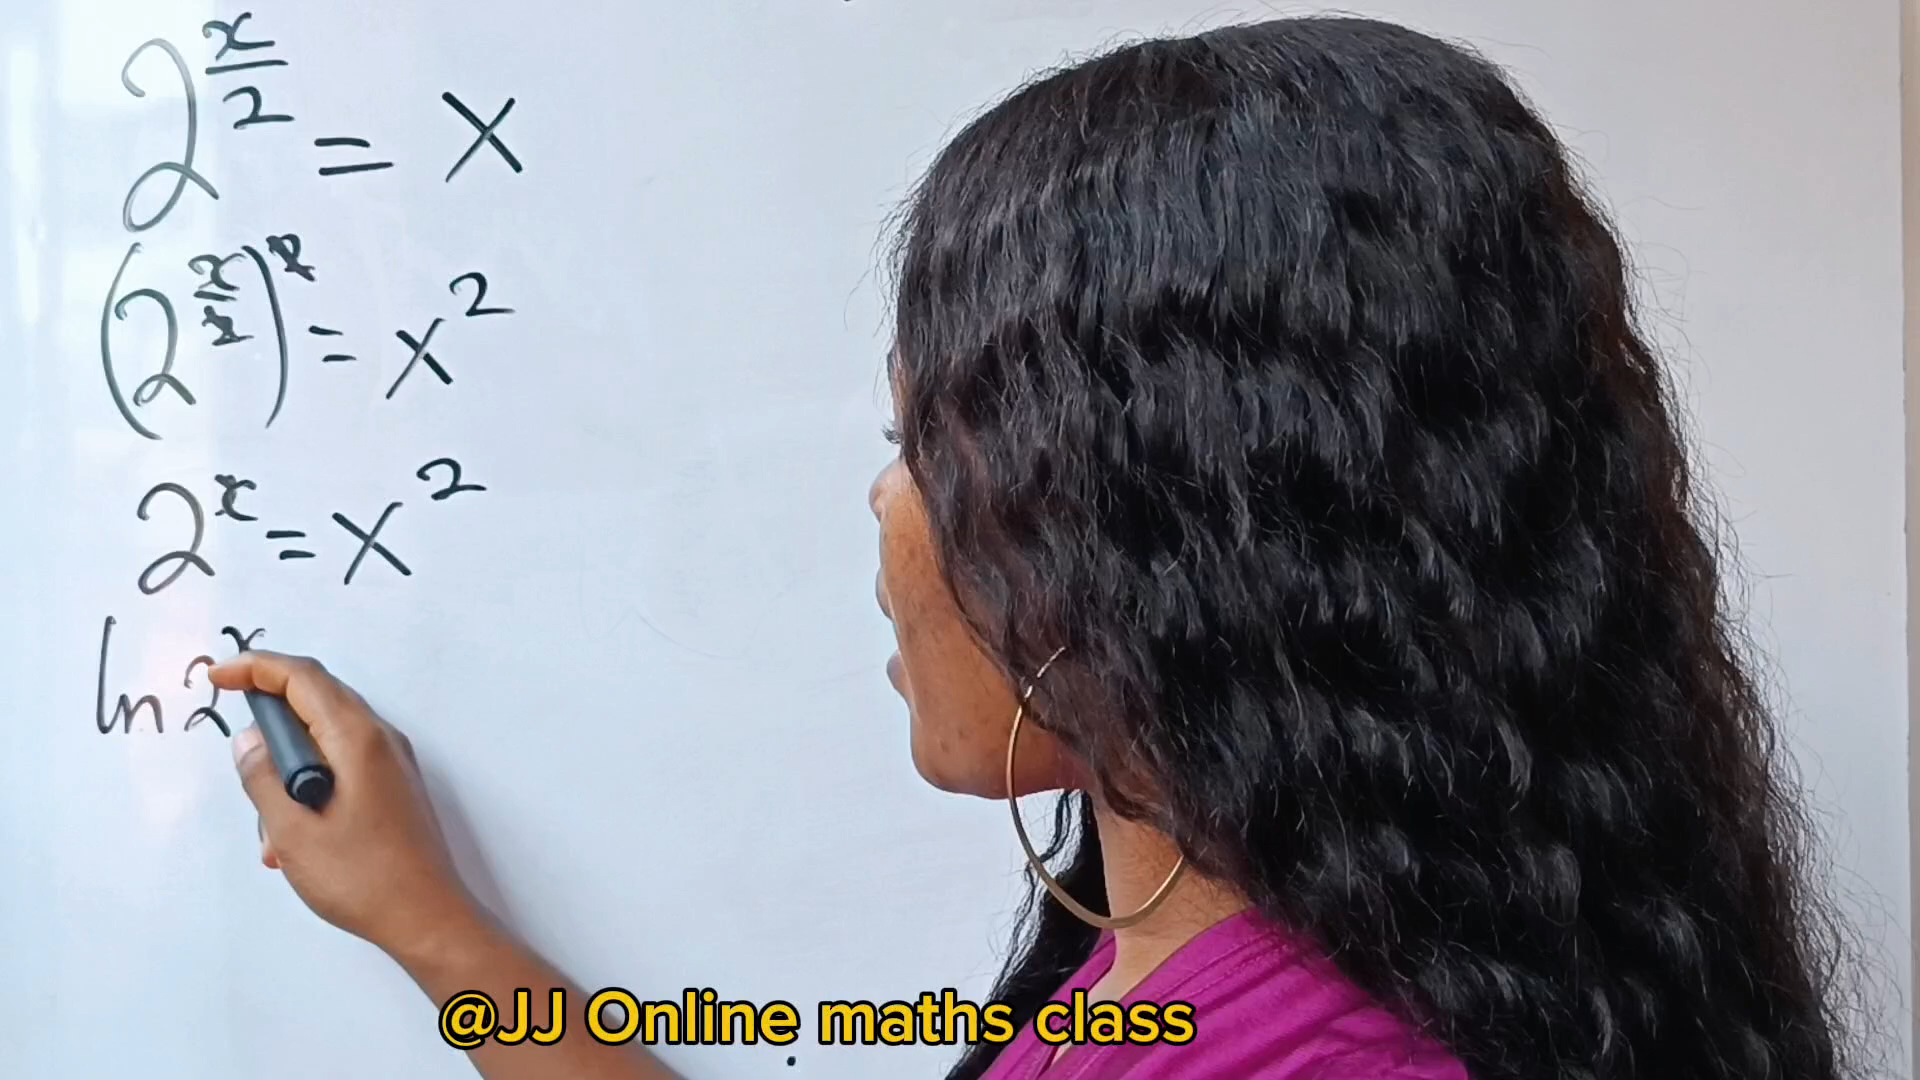 2^(x/2) = x
(2^(x/2))^2 = x^2
2^x = x^2
ln 2^x
@JJ Online maths class